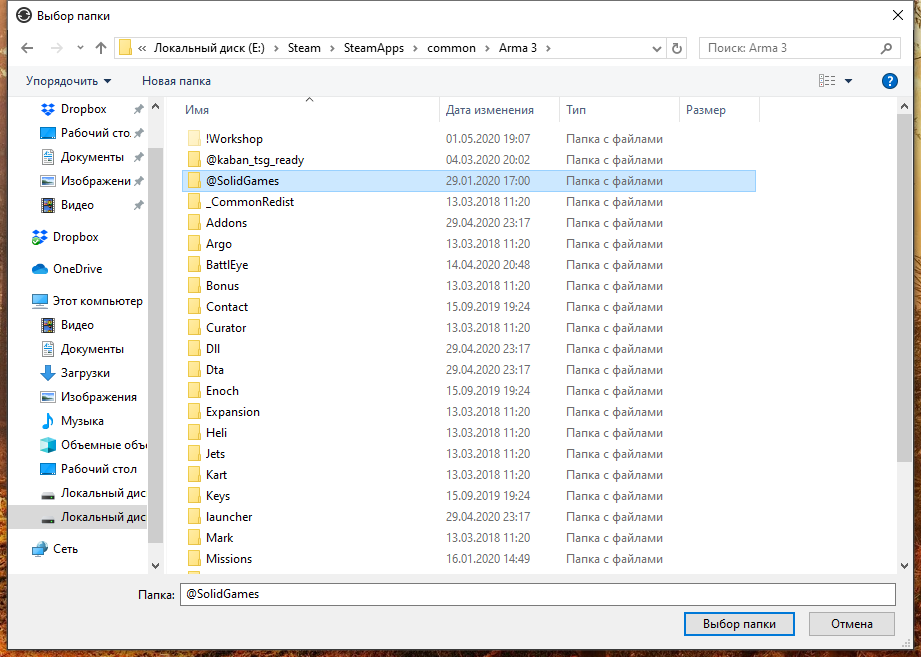 Выбор папки
« Локальный диск (E:) › Steam › SteamApps › common › Arma 3 ›
Поиск: Arma 3
Упорядочить
Новая папка
Имя
Дата изменения
Тип
Размер
Dropbox
Рабочий сто.
Документы
Изображени
Видео
Dropbox
OneDrive
Этот компьютер
Видео
Документы
Загрузки
Изображения
Музыка
Объемные объ
Рабочий стол
Локальный дис
Локальный дис
Сеть
!Workshop 01.05.2020 19:07 Папка с файлами
@kaban_tsg_ready 04.03.2020 20:02 Папка с файлами
@SolidGames 29.01.2020 17:00 Папка с файлами
_CommonRedist 13.03.2018 11:20 Папка с файлами
Addons 29.04.2020 23:17 Папка с файлами
Argo 13.03.2018 11:20 Папка с файлами
BattlEye 14.04.2020 20:48 Папка с файлами
Bonus 13.03.2018 11:20 Папка с файлами
Contact 15.09.2019 19:24 Папка с файлами
Curator 13.03.2018 11:20 Папка с файлами
Dll 29.04.2020 23:17 Папка с файлами
Dta 29.04.2020 23:17 Папка с файлами
Enoch 15.09.2019 19:24 Папка с файлами
Expansion 13.03.2018 11:20 Папка с файлами
Heli 13.03.2018 11:20 Папка с файлами
Jets 13.03.2018 11:20 Папка с файлами
Kart 13.03.2018 11:20 Папка с файлами
Keys 15.09.2019 19:24 Папка с файлами
launcher 29.04.2020 23:17 Папка с файлами
Mark 13.03.2018 11:20 Папка с файлами
Missions 16.01.2020 14:49 Папка с файлами
Папка: @SolidGames
Выбор папки
Отмена